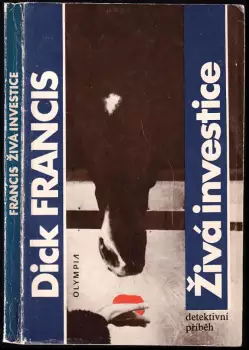 FRANCIS ŽIVÁ INVESTICE
Dick FRANCIS
OLYMPIA
Živá investice
detektivní
příběh